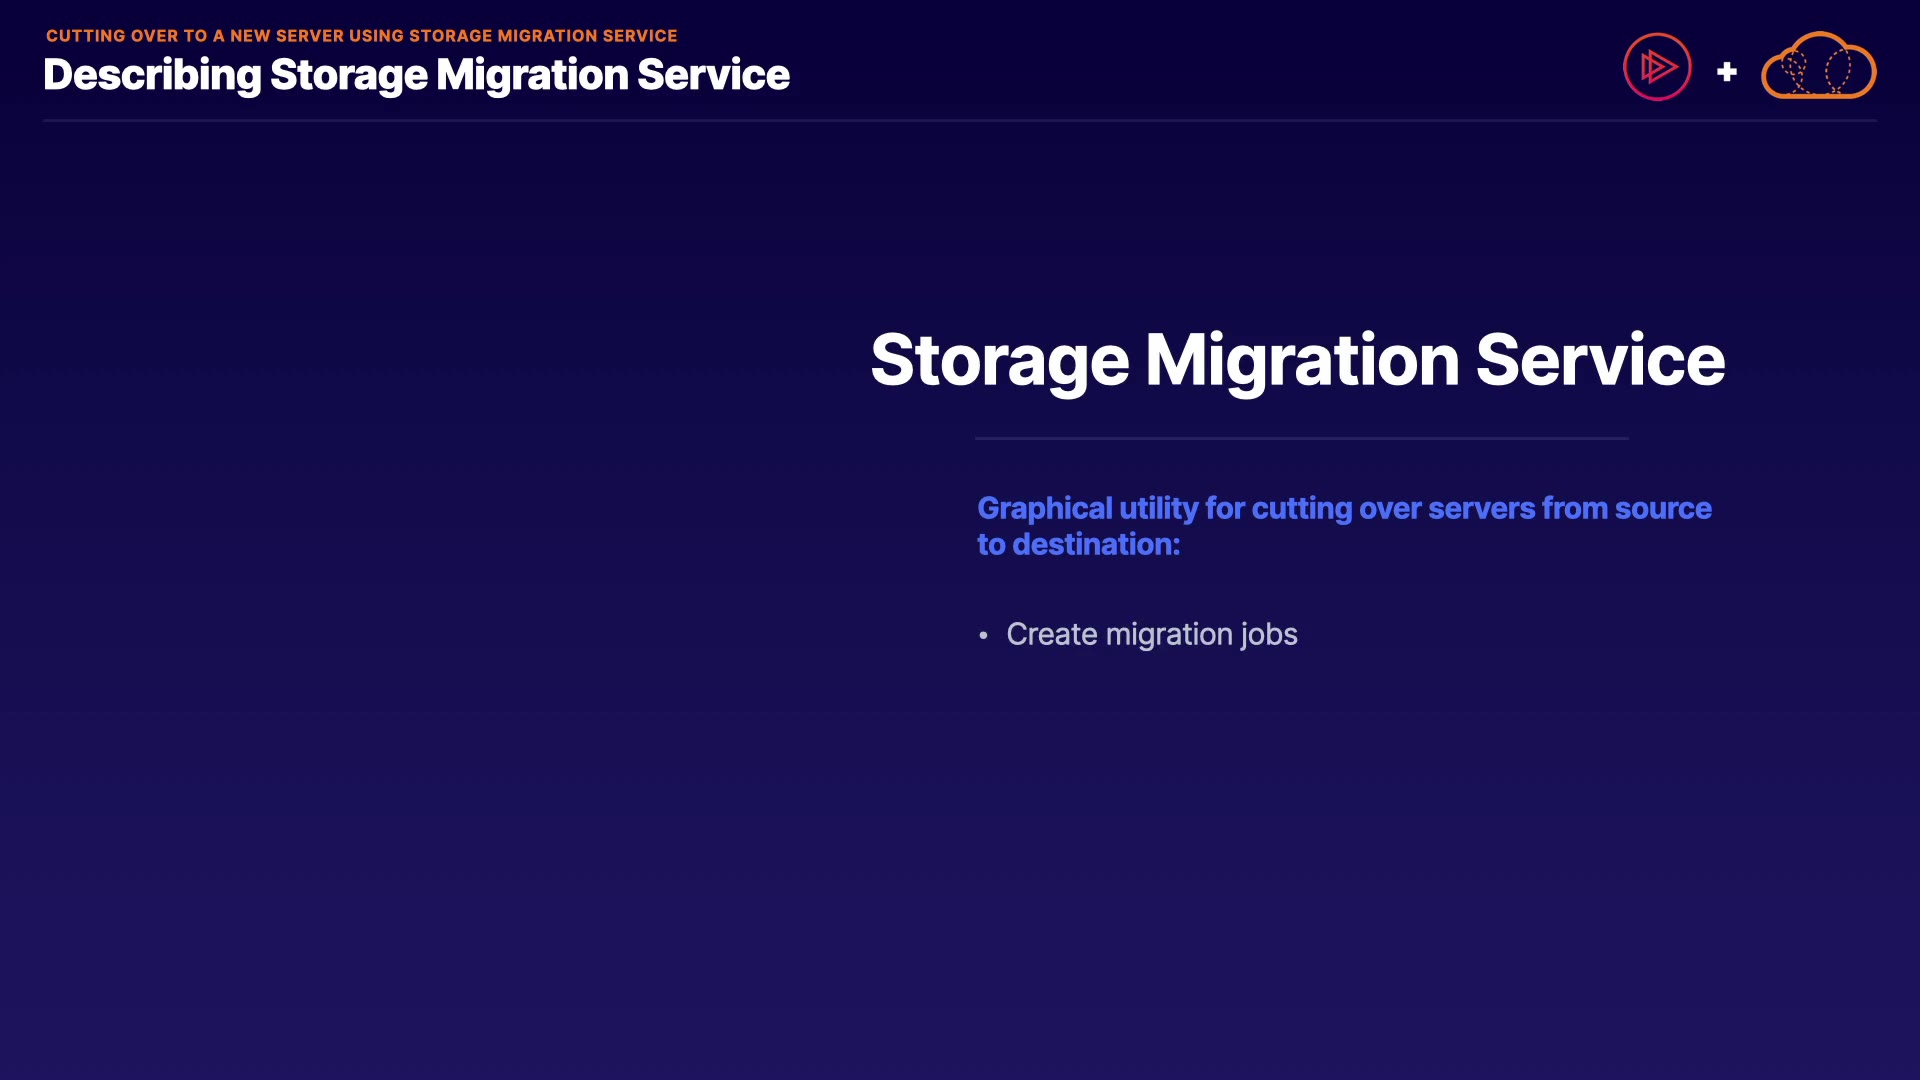 CUTTING OVER TO A NEW SERVER USING STORAGE MIGRATION SERVICE
Describing Storage Migration Service
+
Storage Migration Service
Graphical utility for cutting over servers from source
to destination:
• Create migration jobs